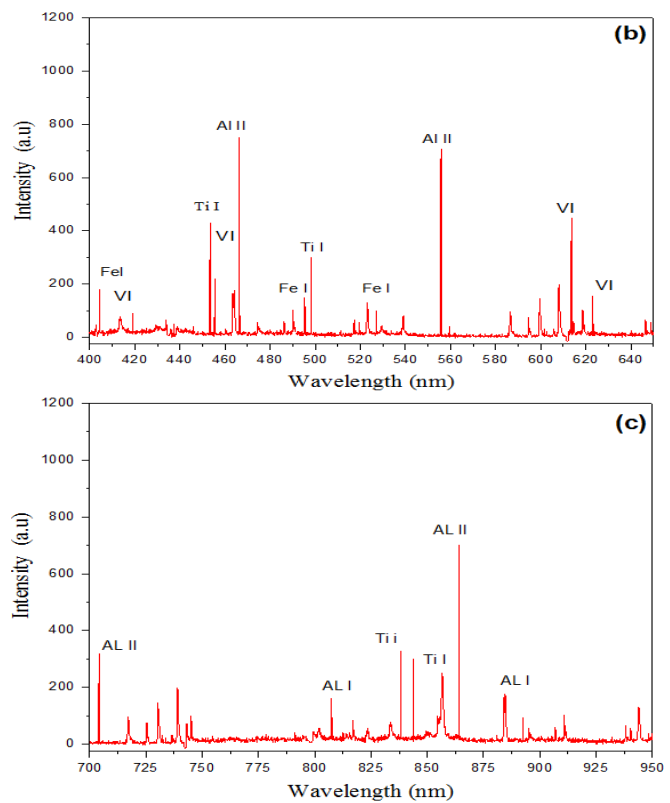 (b)
1200
1000
800
600
400
200
0
Intensity (a.u)
FeI
VI
Ti I
VI
Al II
Fe I
Ti I
Fe I
Al II
VI
VI
400 420 440 460 480 500 520 540 560 580 600 620 640
Wavelength (nm)
(c)
1200
1000
800
600
400
200
0
Intensity (a.u)
AL II
AL I
Ti i
Ti I
AL II
AL I
700 725 750 775 800 825 850 875 900 925 950
Wavelength (nm)